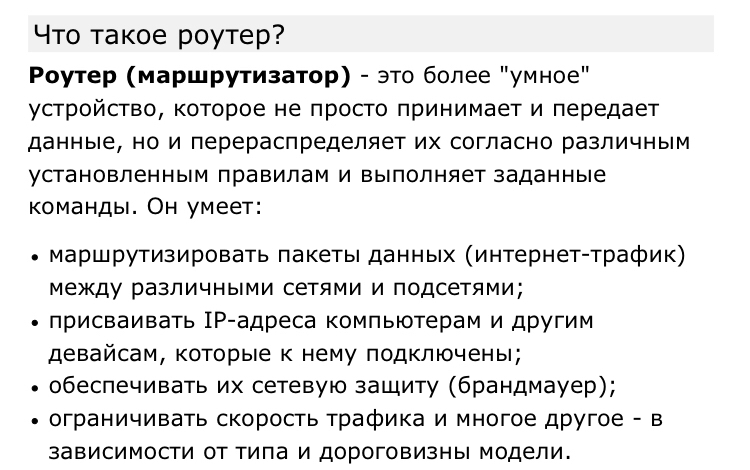 Что такое роутер?
Роутер (маршрутизатор) - это более "умное"
устройство, которое не просто принимает и передает
данные, но и перераспределяет их согласно различным
установленным правилам и выполняет заданные
команды. Он умеет:
• маршрутизировать пакеты данных (интернет-трафик)
между различными сетями и подсетями;
• присваивать IP-адреса компьютерам и другим
девайсам, которые к нему подключены;
• обеспечивать их сетевую защиту (брандмауер);
• ограничивать скорость трафика и многое другое - в
зависимости от типа и дороговизны модели.